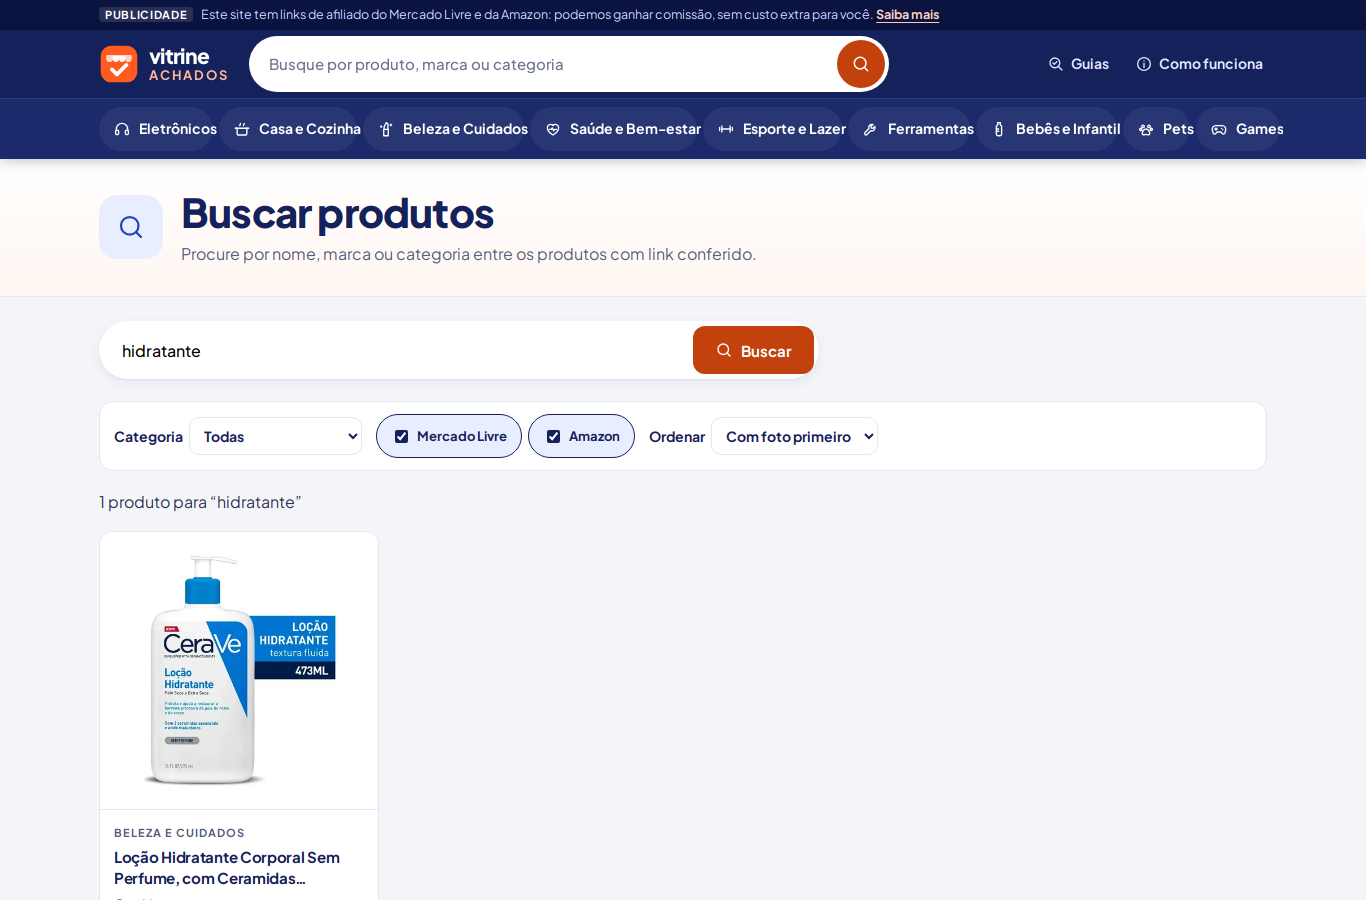 PUBLICIDADE Este site tem links de afiliado do Mercado Livre e da Amazon: podemos ganhar comissão, sem custo extra para você. Saiba mais
vitrine
ACHADOS
Busque por produto, marca ou categoria
Guias
Como funciona
Eletrônicos
Casa e Cozinha
Beleza e Cuidados
Saúde e Bem-estar
Esporte e Lazer
Ferramentas
Bebês e Infantil
Pets
Games
Buscar produtos
Procure por nome, marca ou categoria entre os produtos com link conferido.
hidratante
Buscar
Categoria
Todas
Mercado Livre
Amazon
Ordenar
Com foto primeiro
1 produto para “hidratante”
CeraVe
Loção
Hidratante
Pele Seca a Extra Seca
LOÇÃO
HIDRATANTE
textura fluida
473ML
BELEZA E CUIDADOS
Loção Hidratante Corporal Sem
Perfume, com Ceramidas…